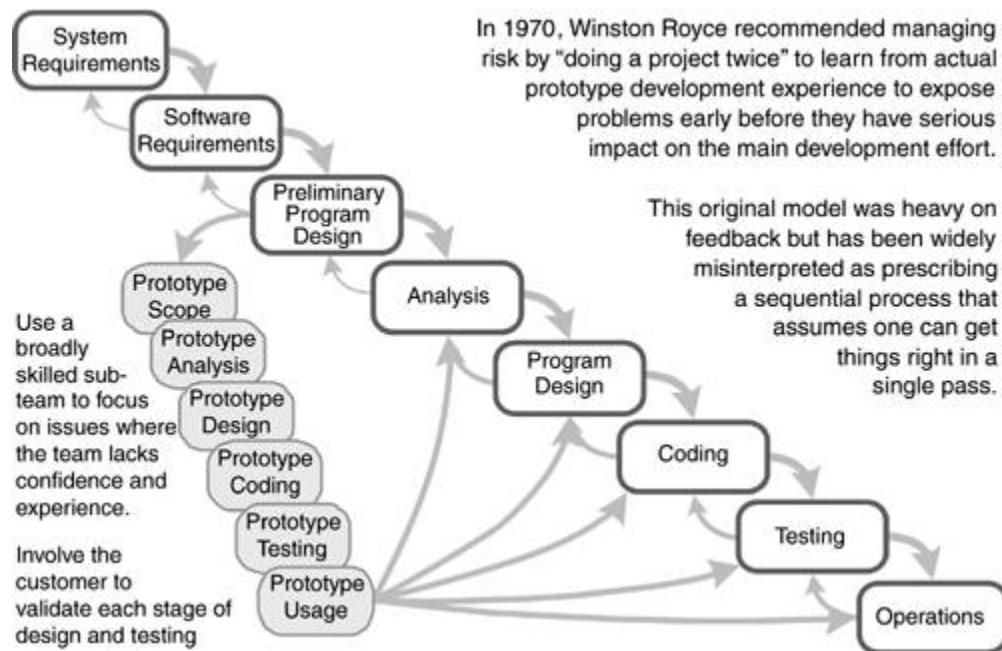 System
Requirements
In 1970, Winston Royce recommended managing
risk by “doing a project twice” to learn from actual
prototype development experience to expose
problems early before they have serious
impact on the main development effort.
Software
Requirements
Preliminary
Program
Design
This original model was heavy on
feedback but has been widely
misinterpreted as prescribing
a sequential process that
assumes one can get
things right in a
single pass.
Analysis
Program
Design
Coding
Testing
Operations
Prototype
Scope
Prototype
Analysis
Prototype
Design
Prototype
Coding
Prototype
Testing
Prototype
Usage
Use a
broadly
skilled sub-
team to focus
on issues where
the team lacks
confidence and
experience.
Involve the
customer to
validate each stage of
design and testing